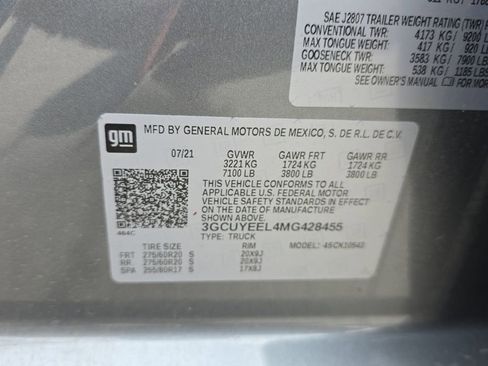 SAE J2807 TRAILER WEIGHT RATING (TWR)
CONVENTIONAL TWR: 4173 KG / 9200 LB
MAX TONGUE WEIGHT: 417 KG / 920 LB
GOOSENECK TWR: 3583 KG / 7900 LB
MAX TONGUE WEIGHT: 538 KG / 1185 LBS
SEE OWNER'S MANUAL FOR MOR
gm
MFD BY GENERAL MOTORS DE MEXICO, S. DE R.L. DE C.V.
07/21 GVWR GAWR FRT GAWR RR
3221 KG 1724 KG 1724 KG
7100 LB 3800 LB 3800 LB
THIS VEHICLE CONFORMS TO ALL
APPLICABLE U.S. FEDERAL MOTOR
VEHICLE SAFETY STANDARDS IN EFFECT
ON THE DATE OF MANUFACTURE
3GCUYEEL4MG428455
TYPE: TRUCK
464C
TIRE SIZE RIM MODEL: 4SCK10543
FRT 275/60R20 S 20X9J
RR 275/60R20 S 20X9J
SPA 255/80R17 S 17X8J